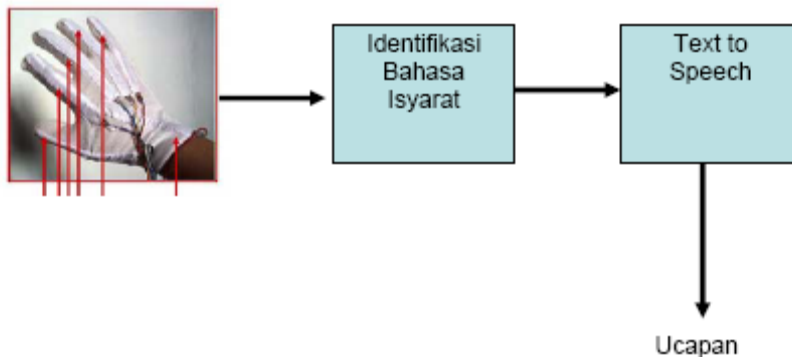 Identifikasi
Bahasa
Isyarat
Text to
Speech
Ucapan